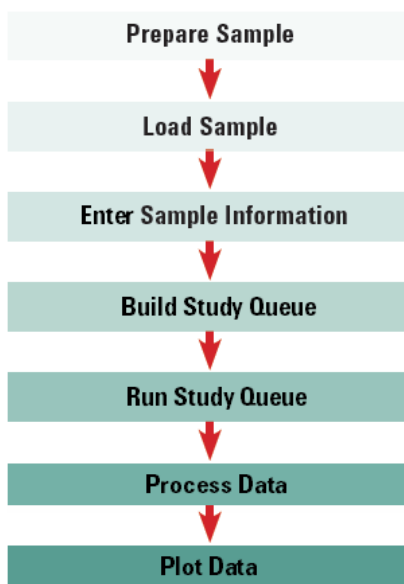 Prepare Sample
Load Sample
Enter Sample Information
Build Study Queue
Run Study Queue
Process Data
Plot Data